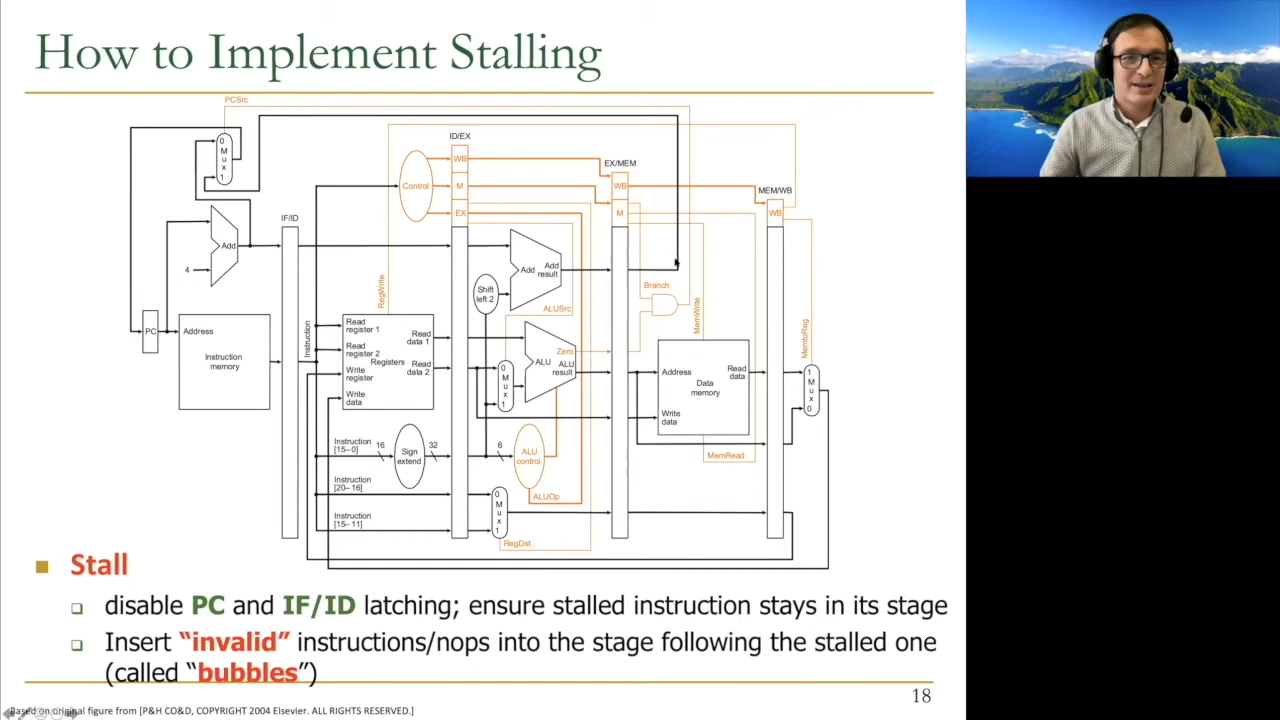 How to Implement Stalling
PCSrc
ID/EX
0
M
u
x
1
WB
EX/MEM
Control
M
WB
MEM/WB
EX
M
WB
IF/ID
Add
4
Add
Add
result
RegWrite
Shift
left 2
Branch
MemWrite
ALUSrc
PC
Address
Instruction
memory
Instruction
Read
register 1
Read
register 2
Write
register
Write
data
Registers
Read
data 1
Read
data 2
0
M
u
x
1
Zero
ALU
ALU
result
Address
Data
memory
Read
data
Write
data
MemtoReg
1
M
u
x
0
Instruction
[15–0]
16
Sign
extend
32
6
ALU
control
MemRead
Instruction
[20–16]
0
M
u
x
1
ALUOp
Instruction
[15–11]
RegDst
Stall
disable PC and IF/ID latching; ensure stalled instruction stays in its stage
Insert “invalid” instructions/nops into the stage following the stalled one
(called “bubbles”)
18
Based on original figure from [P&H CO&D, COPYRIGHT 2004 Elsevier. ALL RIGHTS RESERVED.]